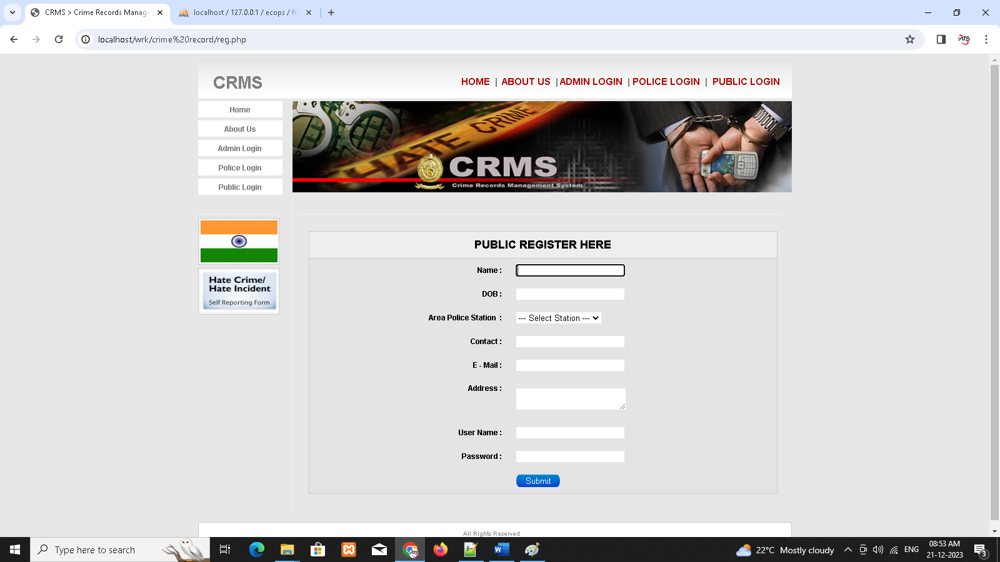 CRMS > Crime Records Manage
localhost / 127.0.0.1 / ecops / fi
localhost/wrk/crime%20record/reg.php
ATS
CRMS
HOME | ABOUT US | ADMIN LOGIN | POLICE LOGIN | PUBLIC LOGIN
Home
About Us
Admin Login
Police Login
Public Login
HATE CRIME
CRMS
Crime Records Management System
Hate Crime/
Hate Incident
Self Reporting Form
PUBLIC REGISTER HERE
Name :
DOB :
Area Police Station :
--- Select Station ---
Contact :
E - Mail :
Address :
User Name :
Password :
Submit
All Rights Reserved
Type here to search
22°C Mostly cloudy
ENG
08:53 AM
21-12-2023
3